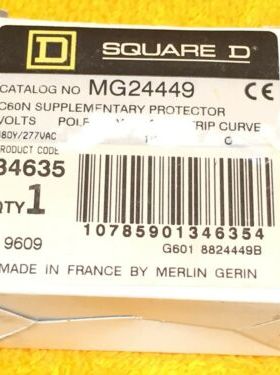 D SQUARE D
CATALOG NO MG24449 CE
C60N SUPPLEMENTARY PROTECTOR
VOLTS POLE TRIP CURVE
480Y/277VAC C
PRODUCT CODE
34635
QTY 1
10785901346354
9609 G601 8824449B
MADE IN FRANCE BY MERLIN GERIN